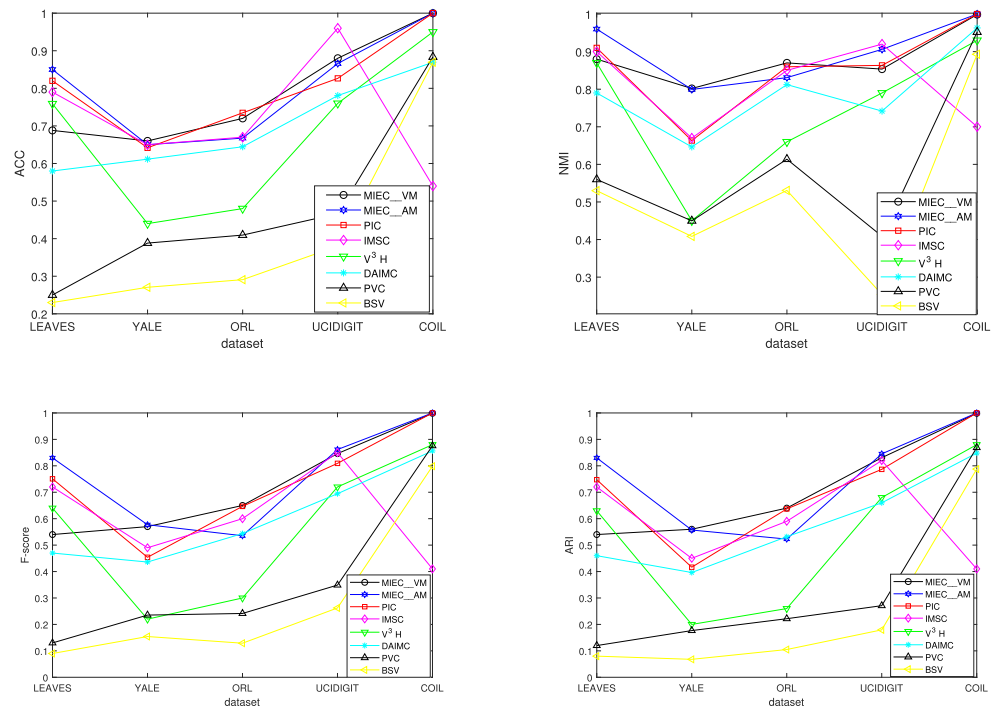 1
0.9
0.8
0.7
0.6
0.5
0.4
0.3
0.2
ACC
LEAVES YALE ORL UCIDIGIT COIL
dataset
MIEC__VM
MIEC__AM
PIC
IMSC
V³ H
DAIMC
PVC
BSV
1
0.9
0.8
0.7
0.6
0.5
0.4
0.3
NMI
LEAVES YALE ORL UCIDIGIT COIL
dataset
MIEC__VM
MIEC__AM
PIC
IMSC
V³ H
DAIMC
PVC
BSV
1
0.9
0.8
0.7
0.6
0.5
0.4
0.3
0.2
0.1
0
F-score
LEAVES YALE ORL UCIDIGIT COIL
dataset
MIEC__VM
MIEC__AM
PIC
IMSC
V³ H
DAIMC
PVC
BSV
1
0.9
0.8
0.7
0.6
0.5
0.4
0.3
0.2
0.1
0
ARI
LEAVES YALE ORL UCIDIGIT COIL
dataset
MIEC__VM
MIEC__AM
PIC
IMSC
V³ H
DAIMC
PVC
BSV